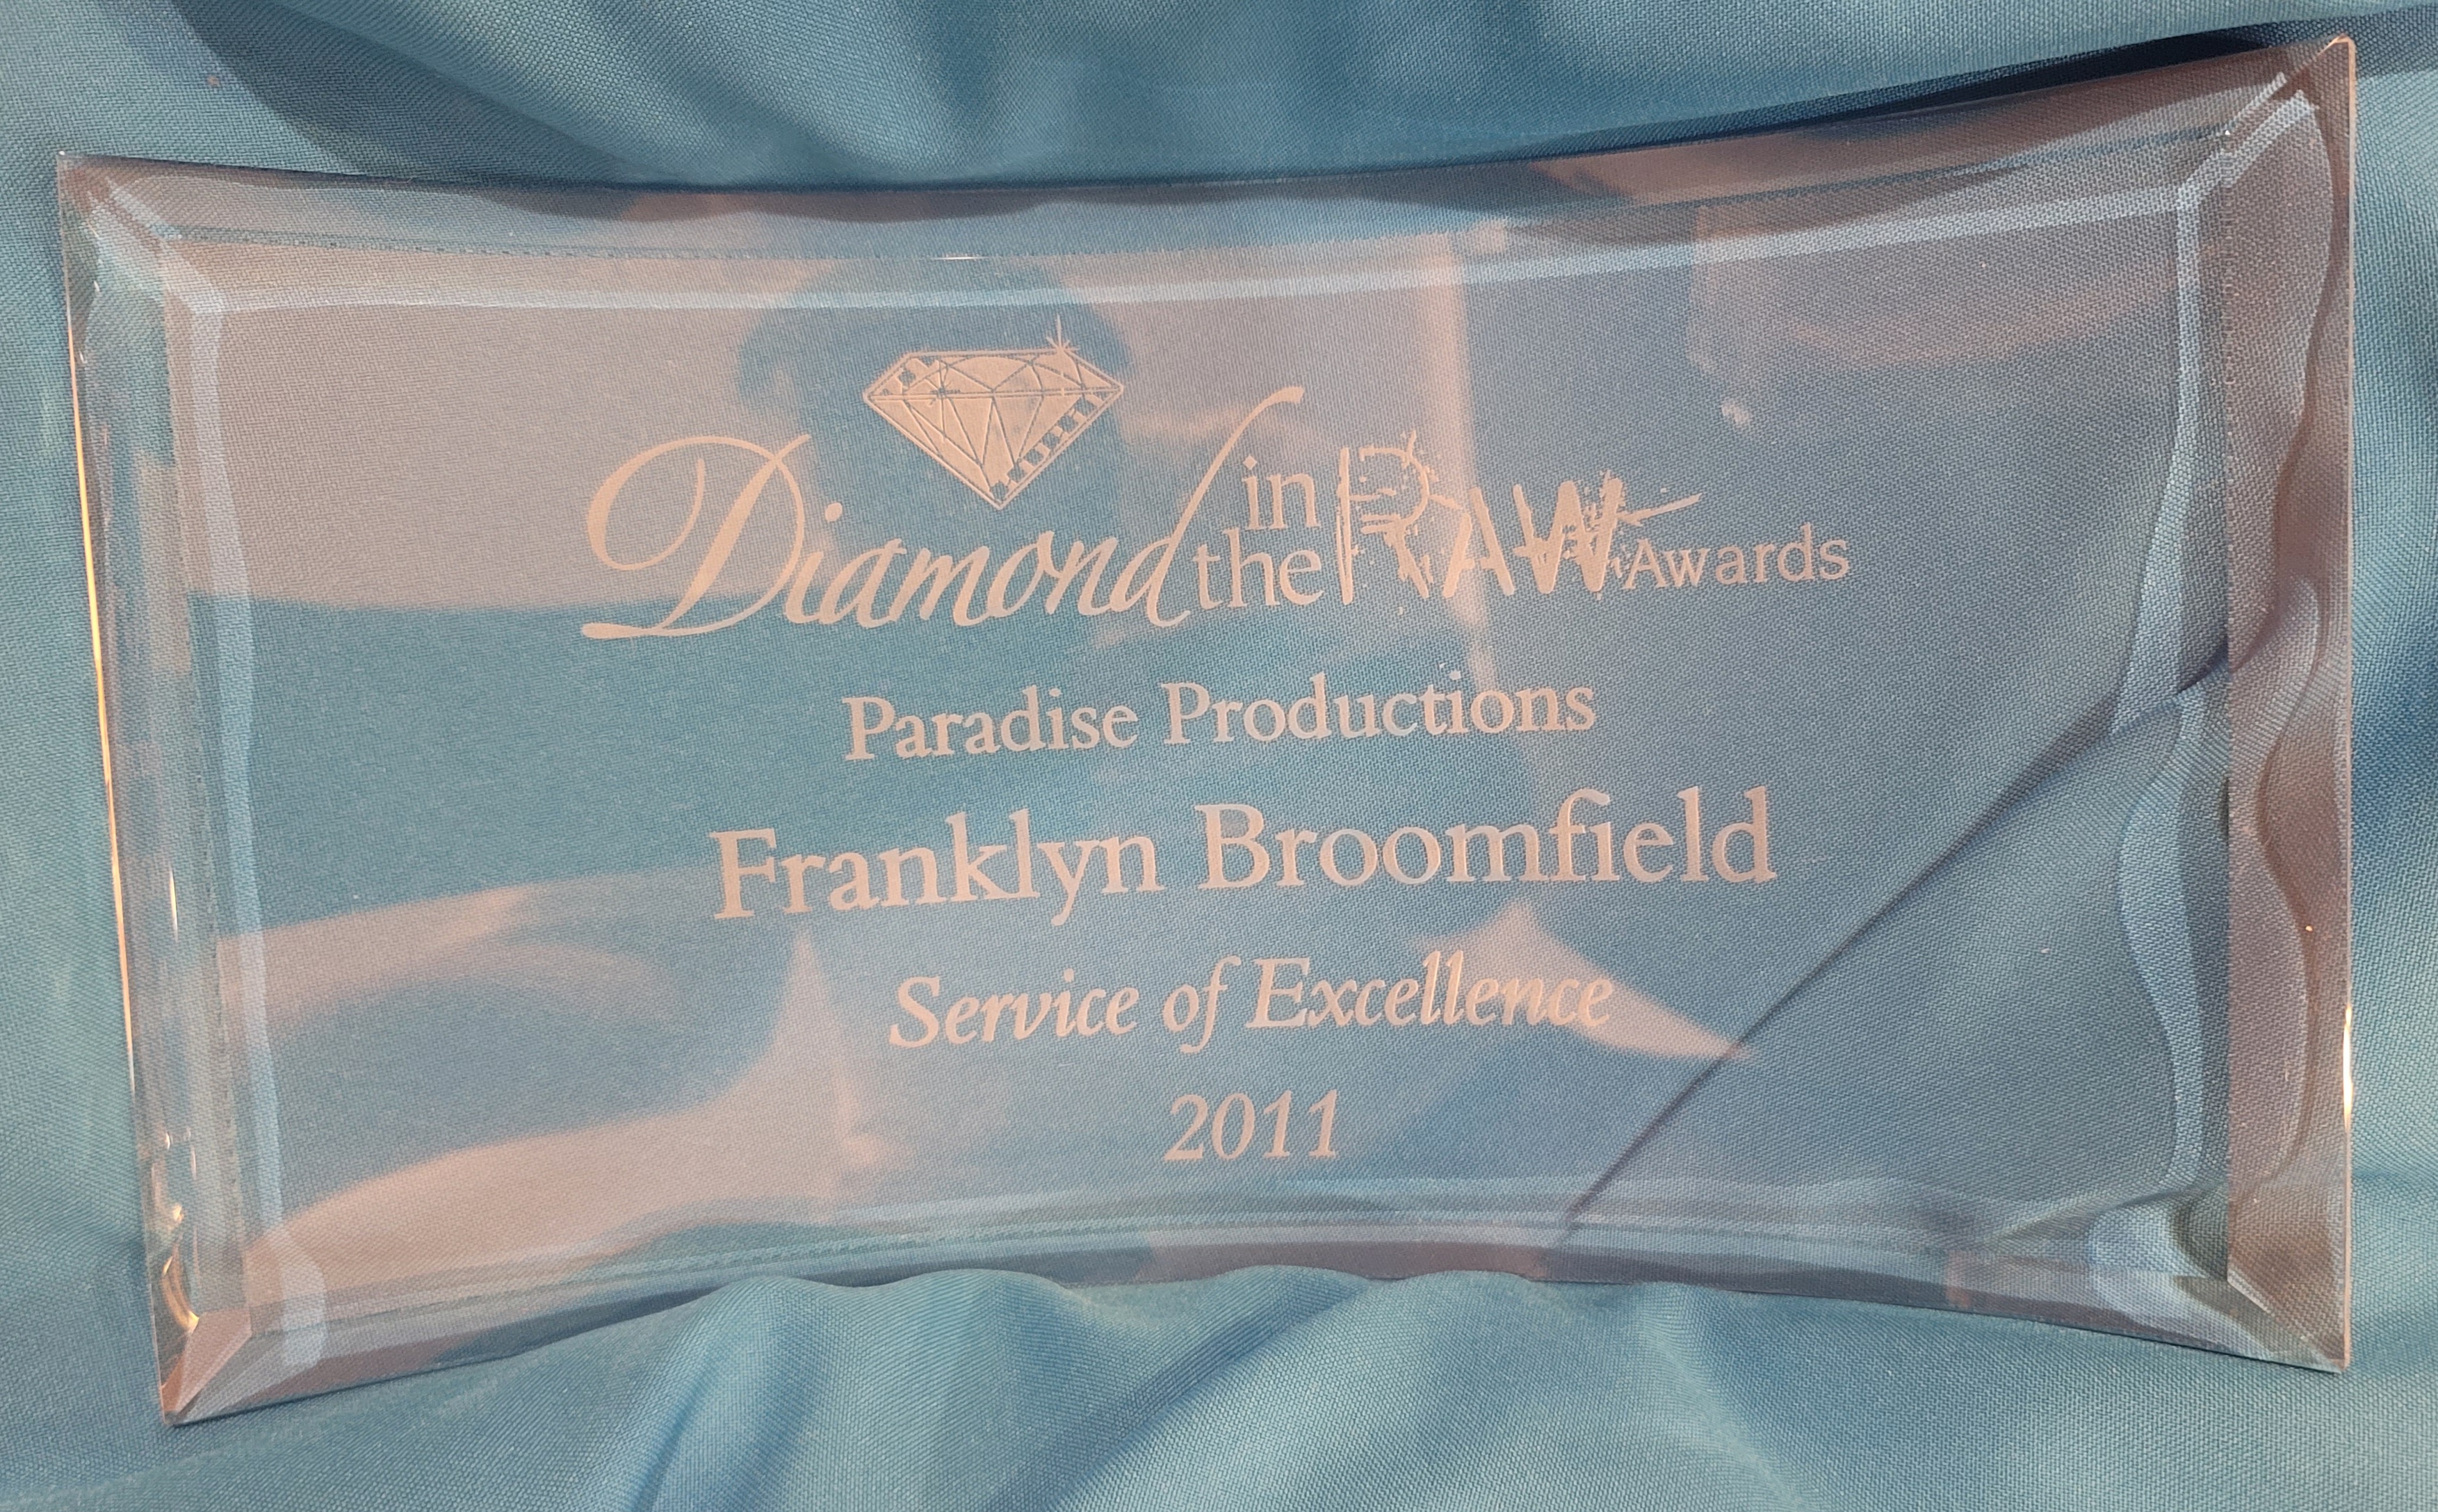 Diamond in the RAW Awards
Paradise Productions
Franklyn Broomfield
Service of Excellence
2011